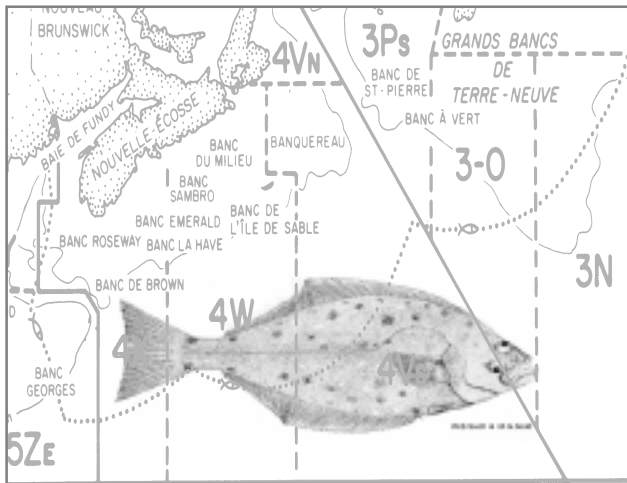 NOUVEAU
BRUNSWICK
4VN
3Ps
GRANDS BANCS
DE
TERRE-NEUVE
BANC DE
ST-PIERRE
BANC À VERT
BAIE DE FUNDY
NOUVELLE-ÉCOSSE
BANC
DU MILIEU
BANQUEREAU
3-O
BANC
SAMBRO
BANC EMERALD
BANC DE
L'ÎLE DE SABLE
BANC ROSEWAY
BANC LA HAVE
BANC DE BROWN
3N
4W
BANC
GEORGES
5ZE